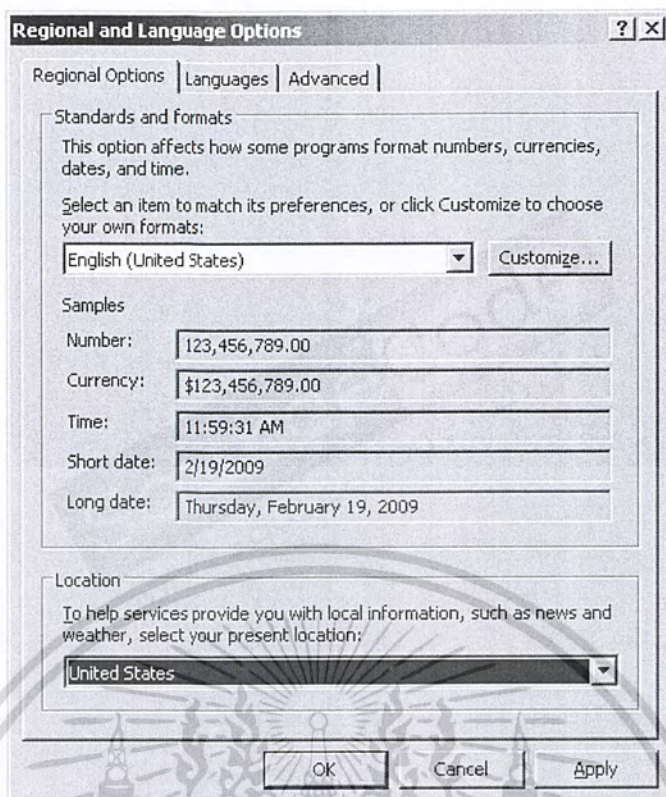 Regional and Language Options
Regional Options Languages Advanced
Standards and formats
This option affects how some programs format numbers, currencies,
dates, and time.
Select an item to match its preferences, or click Customize to choose
your own formats:
English (United States) Customize...
Samples
Number: 123,456,789.00
Currency: $123,456,789.00
Time: 11:59:31 AM
Short date: 2/19/2009
Long date: Thursday, February 19, 2009
Location
To help services provide you with local information, such as news and
weather, select your present location:
United States
OK Cancel Apply